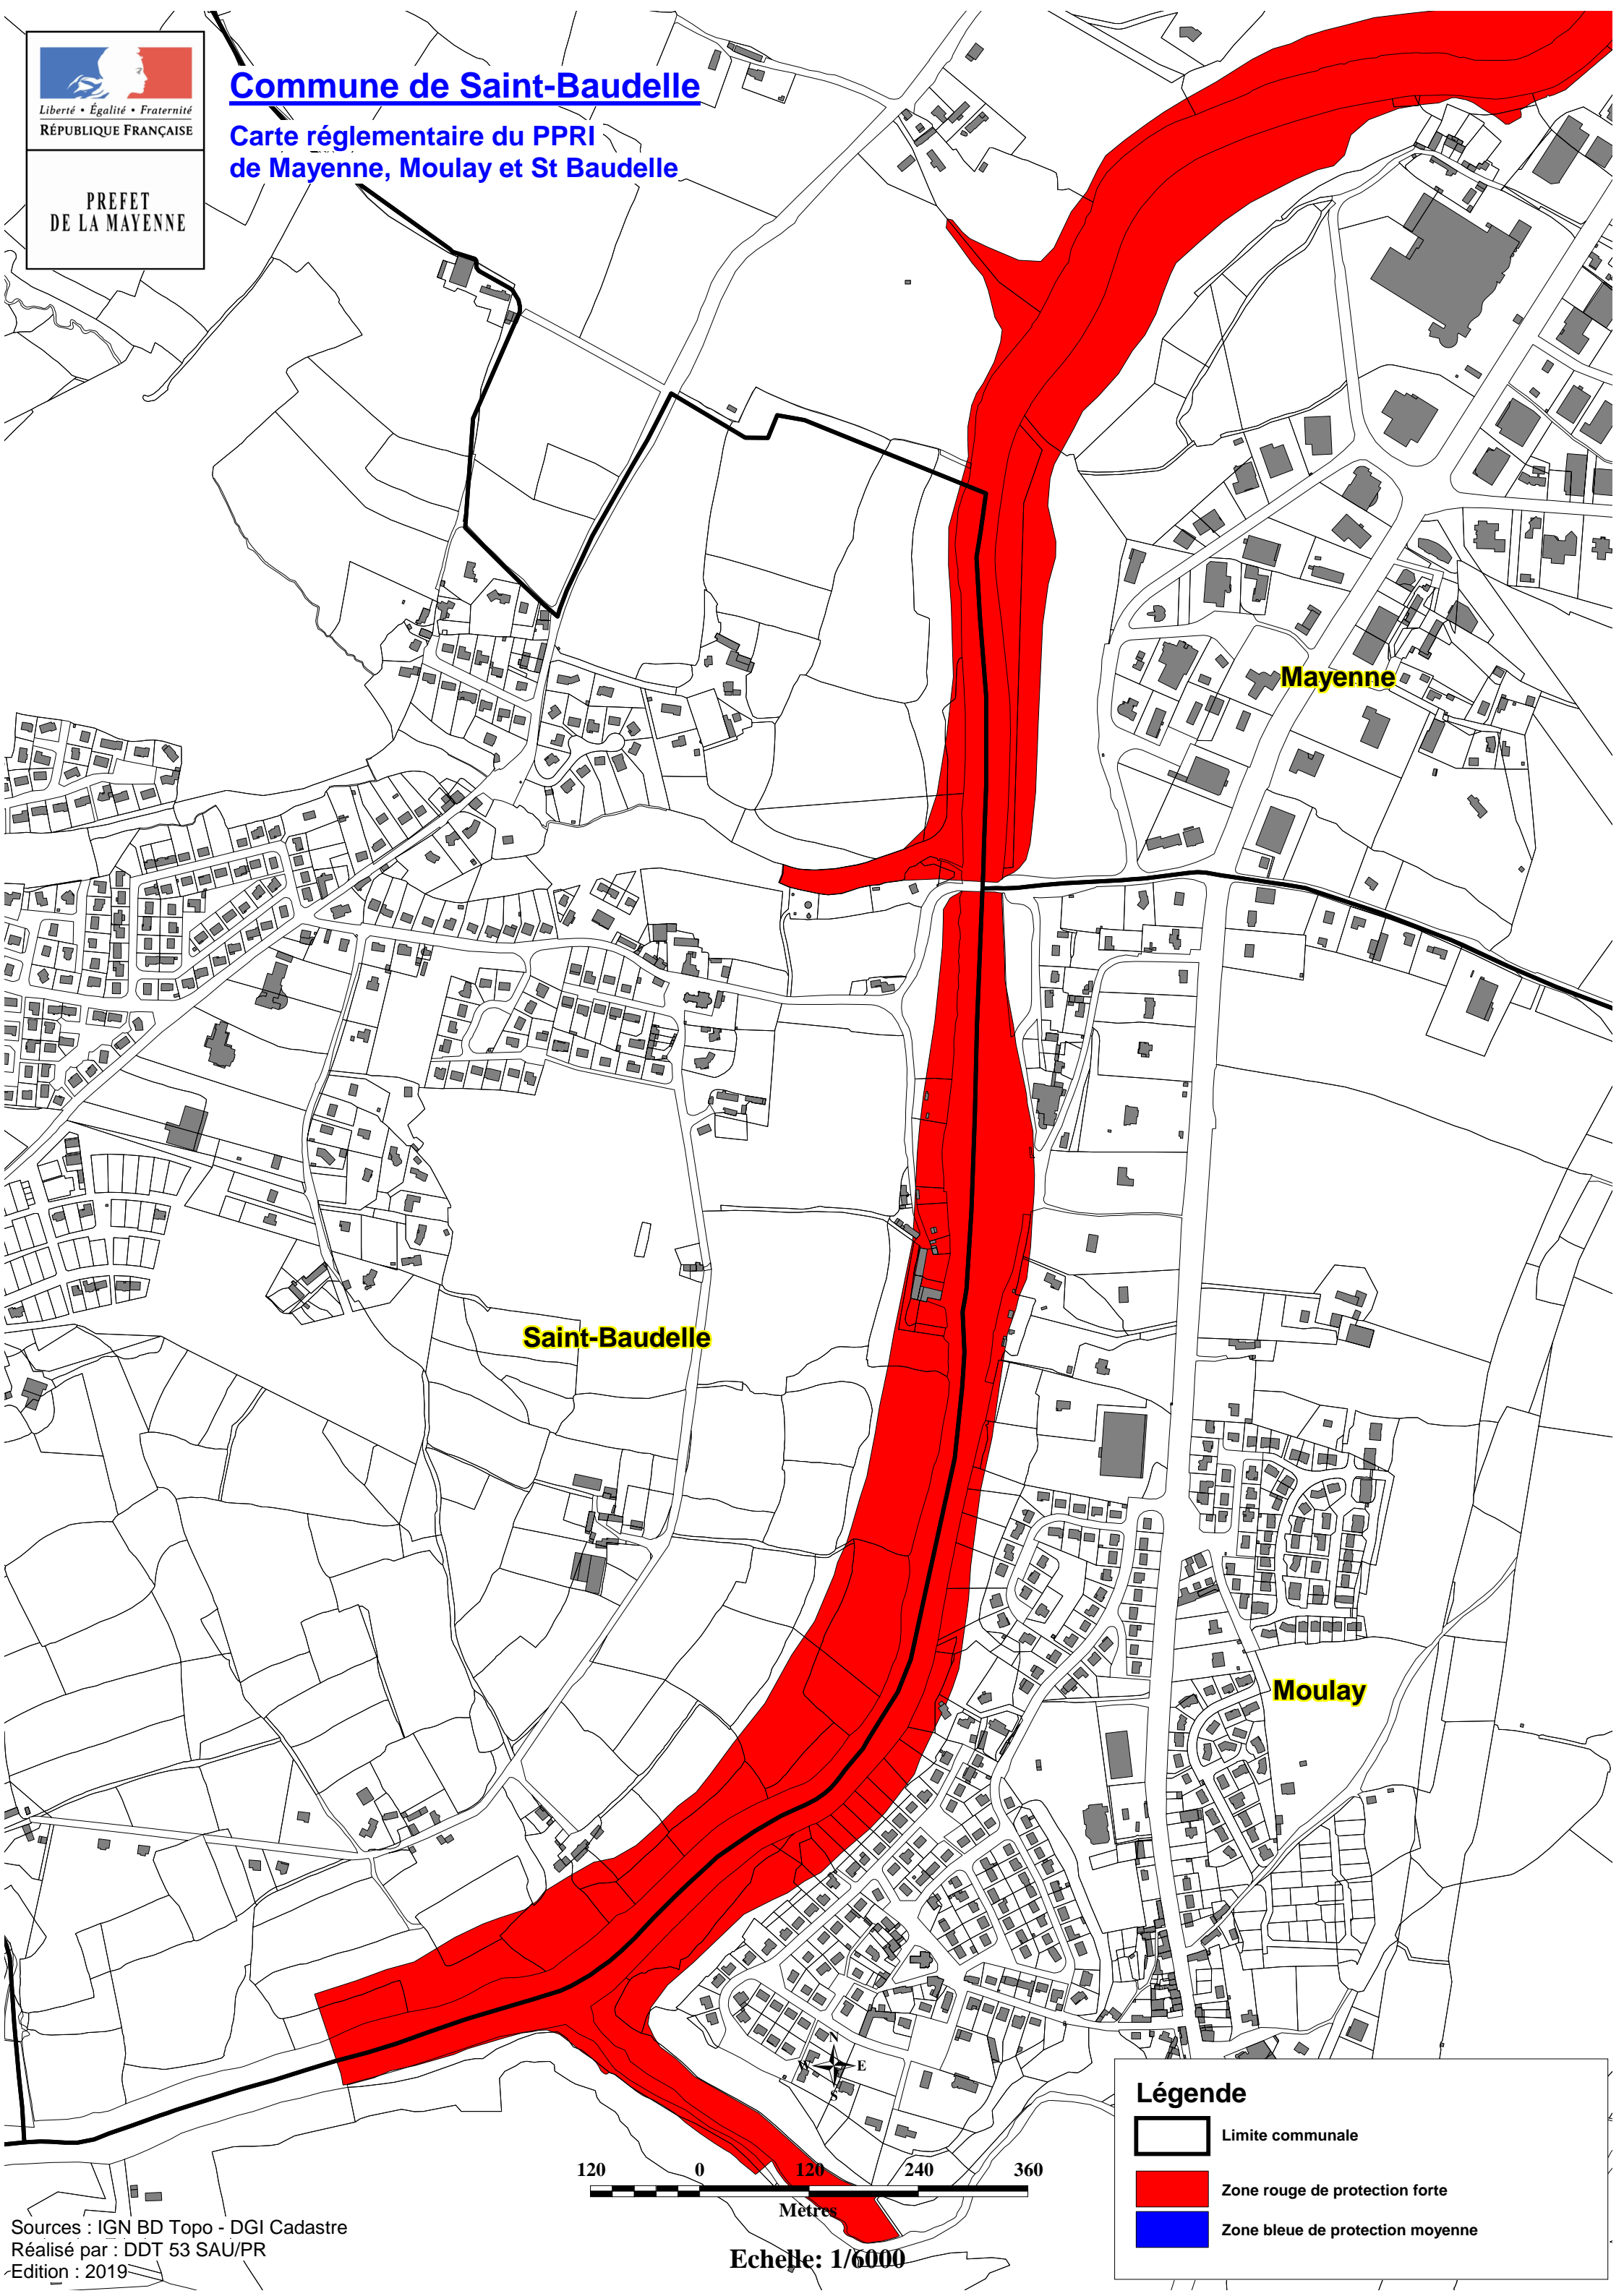 Liberté • Égalité • Fraternité
RÉPUBLIQUE FRANÇAISE
PREFET
DE LA MAYENNE
Commune de Saint-Baudelle
Carte réglementaire du PPRI
de Mayenne, Moulay et St Baudelle
Mayenne
Saint-Baudelle
Moulay
N
W E
S
120 0 120 240 360
Metres
Echelle: 1/6000
Légende
Limite communale
Zone rouge de protection forte
Zone bleue de protection moyenne
Sources : IGN BD Topo - DGI Cadastre
Réalisé par : DDT 53 SAU/PR
Edition : 2019